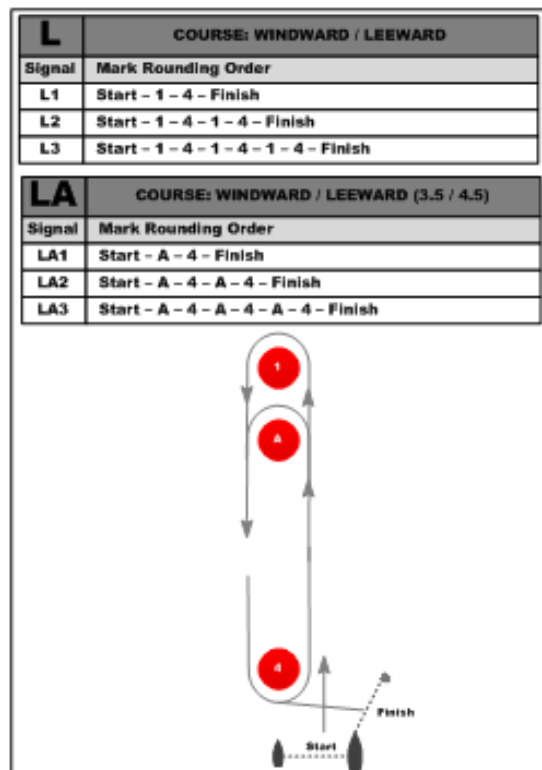 L COURSE: WINDWARD / LEEWARD
Signal Mark Rounding Order
L1 Start – 1 – 4 – Finish
L2 Start – 1 – 4 – 1 – 4 – Finish
L3 Start – 1 – 4 – 1 – 4 – 1 – 4 – Finish
LA COURSE: WINDWARD / LEEWARD (3.5 / 4.5)
Signal Mark Rounding Order
LA1 Start – A – 4 – Finish
LA2 Start – A – 4 – A – 4 – Finish
LA3 Start – A – 4 – A – 4 – A – 4 – Finish
1
A
4
Finish
Start